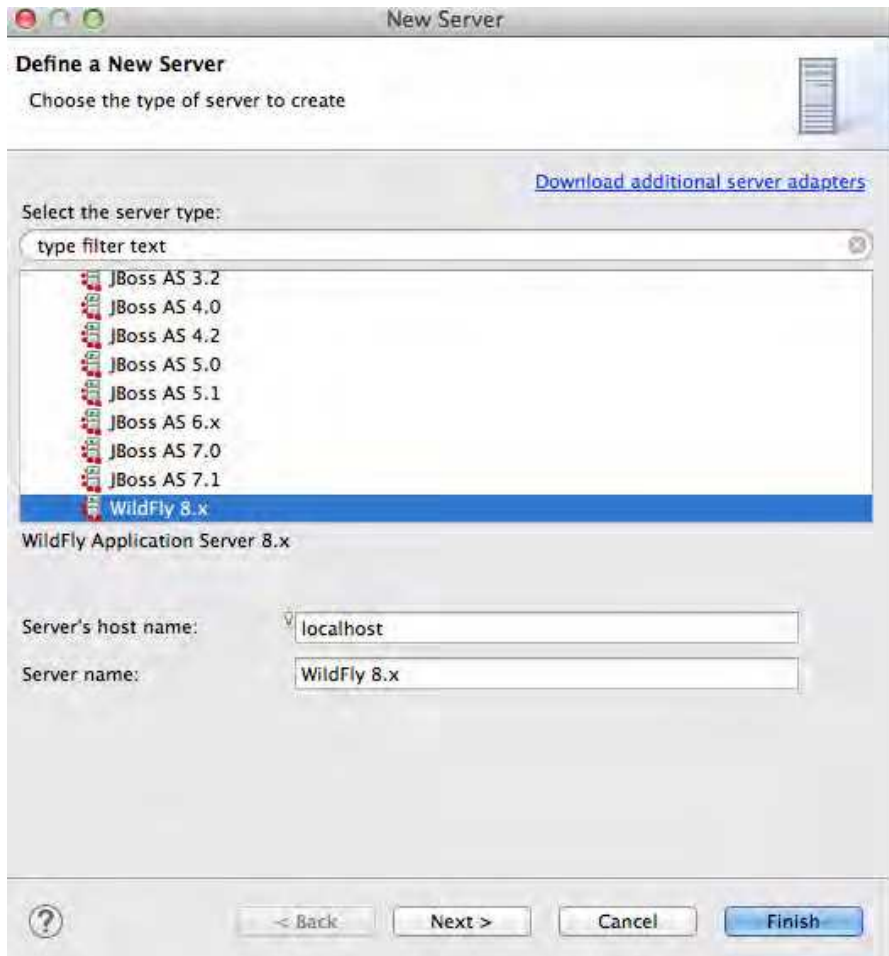 New Server
Define a New Server
Choose the type of server to create
Download additional server adapters
Select the server type:
type filter text
JBoss AS 3.2
JBoss AS 4.0
JBoss AS 4.2
JBoss AS 5.0
JBoss AS 5.1
JBoss AS 6.x
JBoss AS 7.0
JBoss AS 7.1
WildFly 8.x
WildFly Application Server 8.x
Server's host name: localhost
Server name: WildFly 8.x
? < Back Next > Cancel Finish